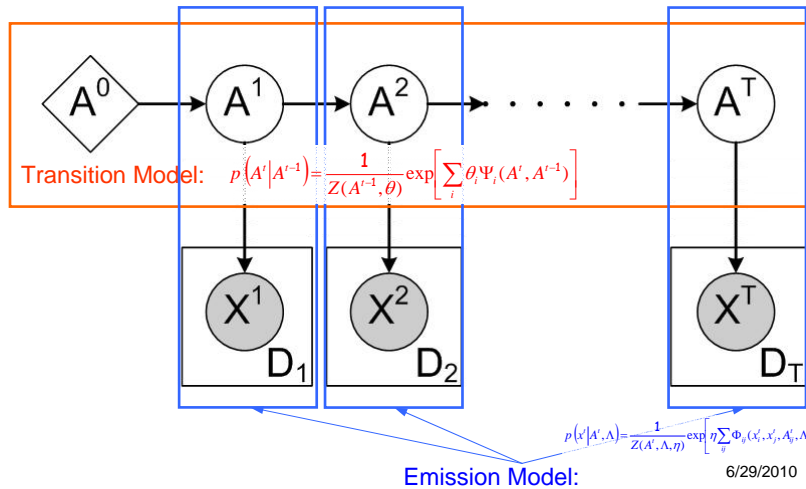 A⁰ A¹ A² · · · · · · Aᵀ
Transition Model: p(Aᵗ|Aᵗ⁻¹) = 1/Z(Aᵗ⁻¹, θ) exp[∑ᵢ θᵢΨᵢ(Aᵗ, Aᵗ⁻¹)]
X¹ X² Xᵀ
D₁ D₂ D_T
p(xᵗ|Aᵗ, Λ) = 1/Z(Aᵗ, Λ, η) exp[η∑ᵢⱼ Φᵢⱼ(xᵢᵗ, xⱼᵗ, Aᵢⱼᵗ, Λ
Emission Model:
6/29/2010